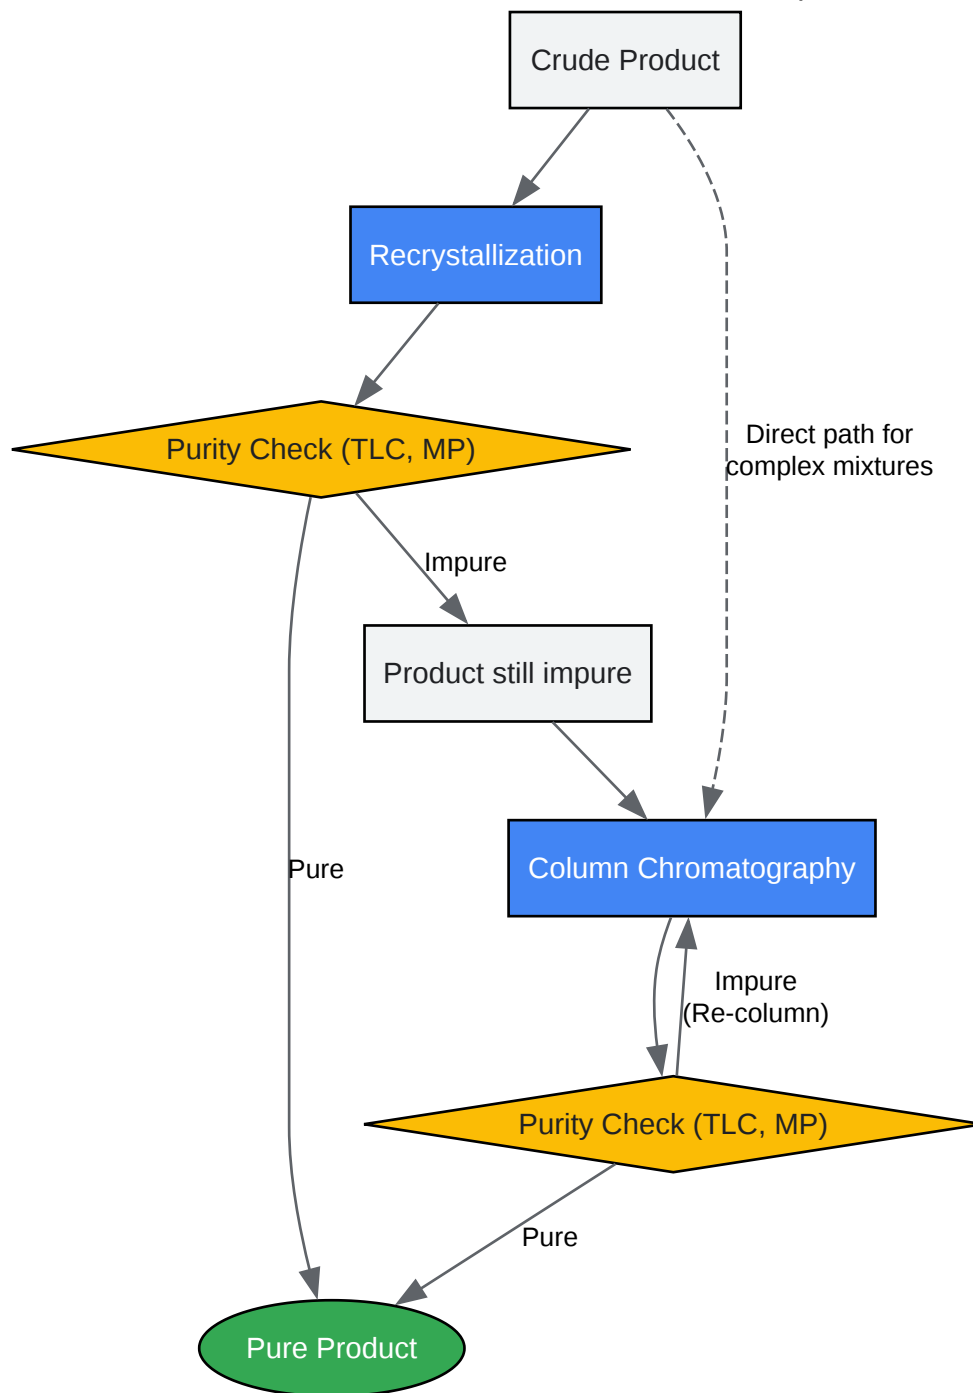 Crude Product
Recrystallization
Purity Check (TLC, MP)
Direct path for
complex mixtures
Impure
Product still impure
Pure
Column Chromatography
Impure
(Re-column)
Purity Check (TLC, MP)
Pure
Pure Product